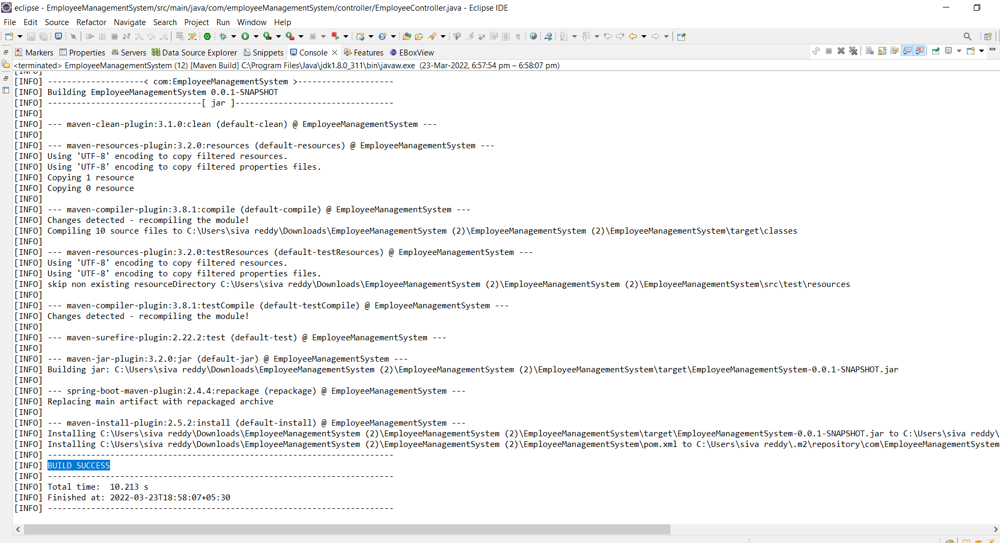 eclipse - EmployeeManagementSystem/src/main/java/com/employeeManagementSystem/controller/EmployeeController.java - Eclipse IDE
File Edit Source Refactor Navigate Search Project Run Window Help
Markers Properties Servers Data Source Explorer Snippets Console Features EBoxView
<terminated> EmployeeManagementSystem (12) [Maven Build] C:\Program Files\Java\jdk1.8.0_311\bin\javaw.exe (23-Mar-2022, 6:57:54 pm – 6:58:07 pm)
[INFO]
[INFO] --------------------< com:EmployeeManagementSystem >--------------------
[INFO] Building EmployeeManagementSystem 0.0.1-SNAPSHOT
[INFO] --------------------------------[ jar ]---------------------------------
[INFO]
[INFO] --- maven-clean-plugin:3.1.0:clean (default-clean) @ EmployeeManagementSystem ---
[INFO]
[INFO] --- maven-resources-plugin:3.2.0:resources (default-resources) @ EmployeeManagementSystem ---
[INFO] Using 'UTF-8' encoding to copy filtered resources.
[INFO] Using 'UTF-8' encoding to copy filtered properties files.
[INFO] Copying 1 resource
[INFO] Copying 0 resource
[INFO]
[INFO] --- maven-compiler-plugin:3.8.1:compile (default-compile) @ EmployeeManagementSystem ---
[INFO] Changes detected - recompiling the module!
[INFO] Compiling 10 source files to C:\Users\siva reddy\Downloads\EmployeeManagementSystem (2)\EmployeeManagementSystem (2)\EmployeeManagementSystem\target\classes
[INFO]
[INFO] --- maven-resources-plugin:3.2.0:testResources (default-testResources) @ EmployeeManagementSystem ---
[INFO] Using 'UTF-8' encoding to copy filtered resources.
[INFO] Using 'UTF-8' encoding to copy filtered properties files.
[INFO] skip non existing resourceDirectory C:\Users\siva reddy\Downloads\EmployeeManagementSystem (2)\EmployeeManagementSystem (2)\EmployeeManagementSystem\src\test\resources
[INFO]
[INFO] --- maven-compiler-plugin:3.8.1:testCompile (default-testCompile) @ EmployeeManagementSystem ---
[INFO] Changes detected - recompiling the module!
[INFO]
[INFO] --- maven-surefire-plugin:2.22.2:test (default-test) @ EmployeeManagementSystem ---
[INFO]
[INFO] --- maven-jar-plugin:3.2.0:jar (default-jar) @ EmployeeManagementSystem ---
[INFO] Building jar: C:\Users\siva reddy\Downloads\EmployeeManagementSystem (2)\EmployeeManagementSystem (2)\EmployeeManagementSystem\target\EmployeeManagementSystem-0.0.1-SNAPSHOT.jar
[INFO]
[INFO] --- spring-boot-maven-plugin:2.4.4:repackage (repackage) @ EmployeeManagementSystem ---
[INFO] Replacing main artifact with repackaged archive
[INFO]
[INFO] --- maven-install-plugin:2.5.2:install (default-install) @ EmployeeManagementSystem ---
[INFO] Installing C:\Users\siva reddy\Downloads\EmployeeManagementSystem (2)\EmployeeManagementSystem (2)\EmployeeManagementSystem\target\EmployeeManagementSystem-0.0.1-SNAPSHOT.jar to C:\Users\siva reddy\
[INFO] Installing C:\Users\siva reddy\Downloads\EmployeeManagementSystem (2)\EmployeeManagementSystem (2)\EmployeeManagementSystem\pom.xml to C:\Users\siva reddy\.m2\repository\com\EmployeeManagementSystem
[INFO] ------------------------------------------------------------------------
[INFO] BUILD SUCCESS
[INFO] ------------------------------------------------------------------------
[INFO] Total time:  10.213 s
[INFO] Finished at: 2022-03-23T18:58:07+05:30
[INFO] ------------------------------------------------------------------------